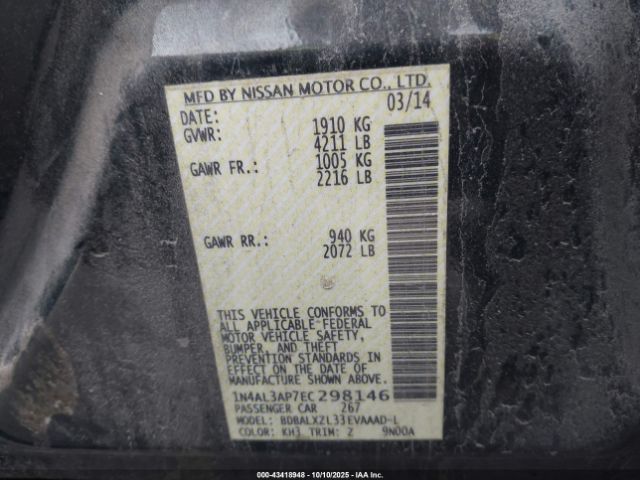 MFD BY NISSAN MOTOR CO., LTD.
DATE: 03/14
GVWR: 1910 KG
4211 LB
GAWR FR.: 1005 KG
2216 LB
GAWR RR.: 940 KG
2072 LB
THIS VEHICLE CONFORMS TO
ALL APPLICABLE FEDERAL
MOTOR VEHICLE SAFETY,
BUMPER, AND THEFT
PREVENTION STANDARDS IN
EFFECT ON THE DATE OF
MANUFACTURE SHOWN ABOVE.
1N4AL3AP7EC298146
PASSENGER CAR 267
MODEL: BDBALXZL33EVAAAD-L
COLOR: KH3 TRIM: Z 9N00A
000-43418948 - 10/10/2025 - IAA Holdings, LLC